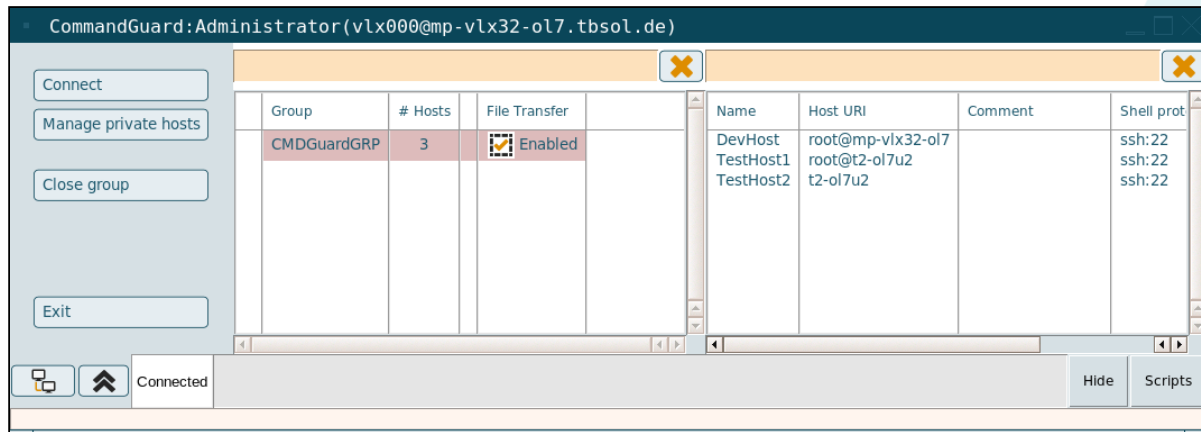 CommandGuard:Administrator(vlx000@mp-vlx32-ol7.tbsol.de)
Connect
Manage private hosts
Close group
Exit
Group # Hosts File Transfer
CMDGuardGRP 3 Enabled
Name Host URI Comment Shell prot
DevHost root@mp-vlx32-ol7 ssh:22
TestHost1 root@t2-ol7u2 ssh:22
TestHost2 t2-ol7u2 ssh:22
Connected Hide Scripts